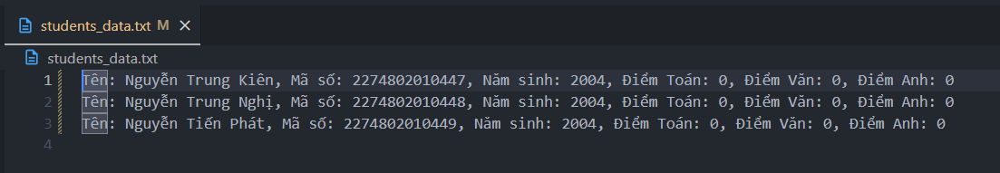 students_data.txt M
students_data.txt
1 Tên: Nguyễn Trung Kiên, Mã số: 2274802010447, Năm sinh: 2004, Điểm Toán: 0, Điểm Văn: 0, Điểm Anh: 0
2 Tên: Nguyễn Trung Nghị, Mã số: 2274802010448, Năm sinh: 2004, Điểm Toán: 0, Điểm Văn: 0, Điểm Anh: 0
3 Tên: Nguyễn Tiến Phát, Mã số: 2274802010449, Năm sinh: 2004, Điểm Toán: 0, Điểm Văn: 0, Điểm Anh: 0
4